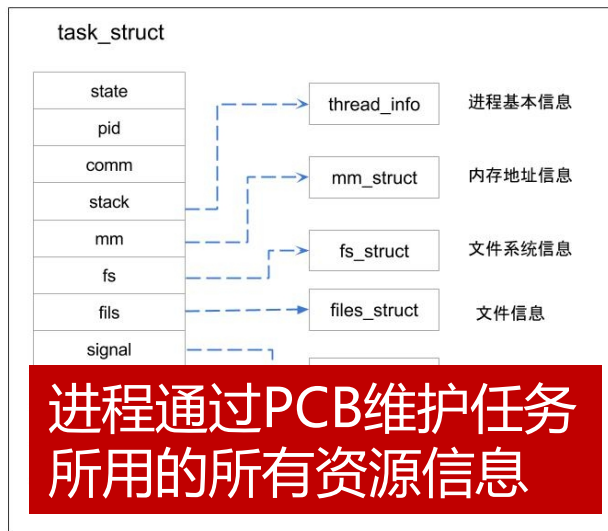 task_struct
state
pid
comm
stack
mm
fs
fils
signal
thread_info
进程基本信息
mm_struct
内存地址信息
fs_struct
文件系统信息
files_struct
文件信息
进程通过PCB维护任务
所用的所有资源信息